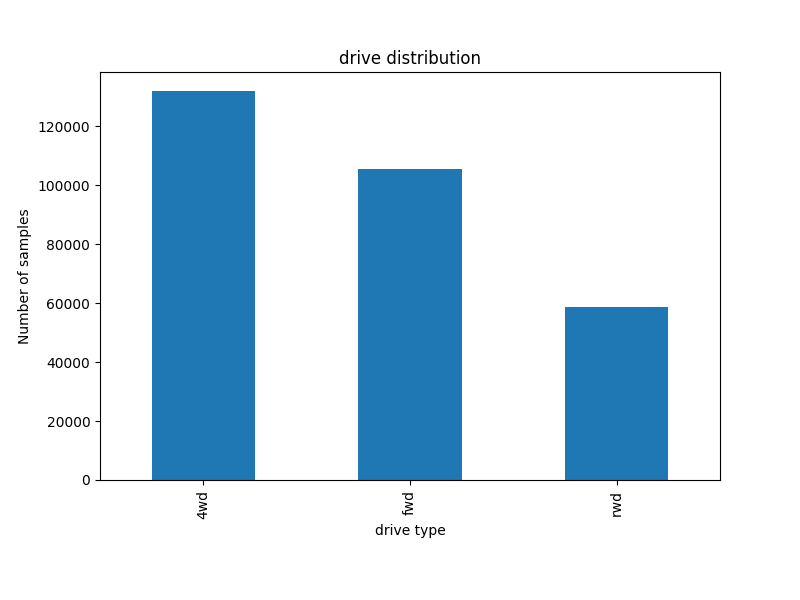 drive distribution
Number of samples
120000
100000
80000
60000
40000
20000
0
4wd
fwd
rwd
drive type